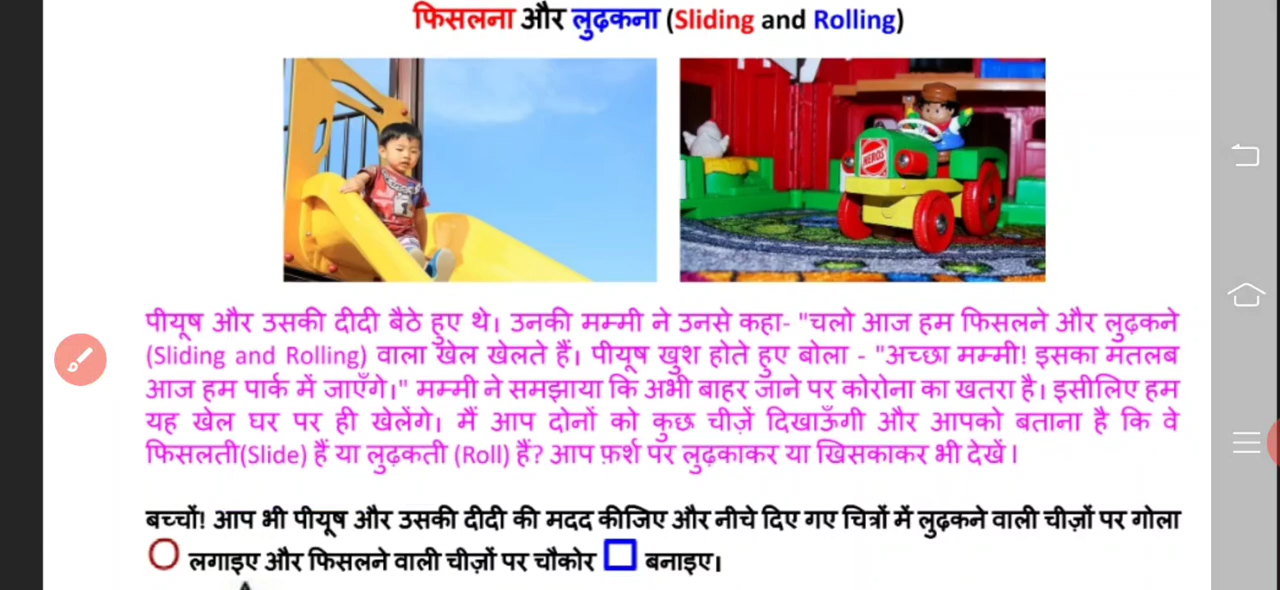 फिसलना और लुढ़कना (Sliding and Rolling)
HEROS
पीयूष और उसकी दीदी बैठे हुए थे। उनकी मम्मी ने उनसे कहा- "चलो आज हम फिसलने और लुढ़कने
(Sliding and Rolling) वाला खेल खेलते हैं। पीयूष खुश होते हुए बोला - "अच्छा मम्मी! इसका मतलब
आज हम पार्क में जाएँगे।" मम्मी ने समझाया कि अभी बाहर जाने पर कोरोना का खतरा है। इसीलिए हम
यह खेल घर पर ही खेलेंगे। मैं आप दोनों को कुछ चीज़ें दिखाऊँगी और आपको बताना है कि वे
फिसलती(Slide) हैं या लुढ़कती (Roll) हैं? आप फ़र्श पर लुढ़काकर या खिसकाकर भी देखें।
बच्चों! आप भी पीयूष और उसकी दीदी की मदद कीजिए और नीचे दिए गए चित्रों में लुढ़कने वाली चीज़ों पर गोला
लगाइए और फिसलने वाली चीज़ों पर चौकोर बनाइए।